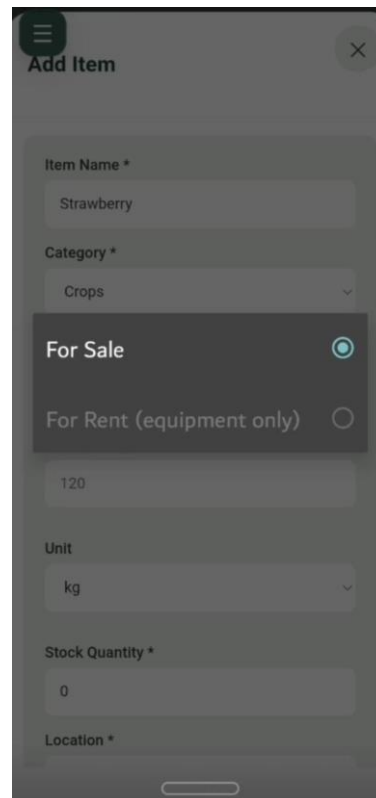 Add Item
Item Name *
Strawberry
Category *
Crops
For Sale
For Rent (equipment only)
120
Unit
kg
Stock Quantity *
0
Location *